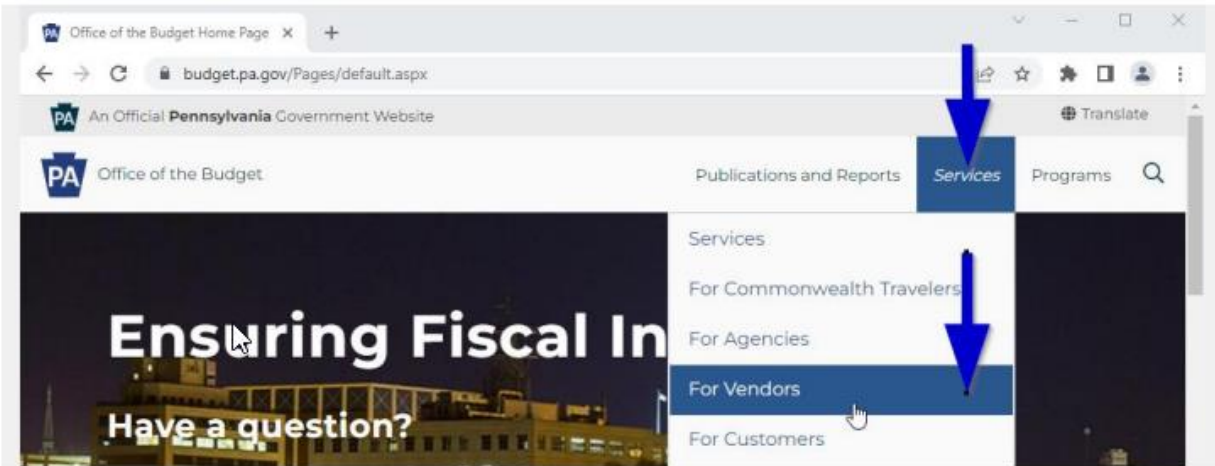 PA Office of the Budget Home Page
budget.pa.gov/Pages/default.aspx
PA An Official Pennsylvania Government Website Translate
PA Office of the Budget Publications and Reports Services Programs
Services
For Commonwealth Travelers
Ensuring Fiscal In
For Agencies
For Vendors
Have a question?
For Customers